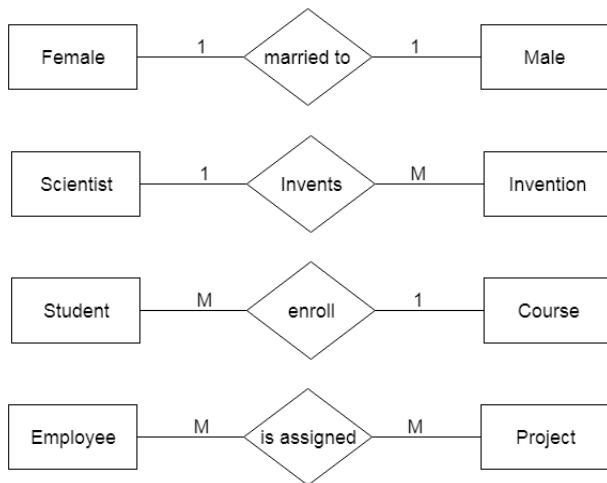 Female 1 married to 1 Male
Scientist 1 Invents M Invention
Student M enroll 1 Course
Employee M is assigned M Project